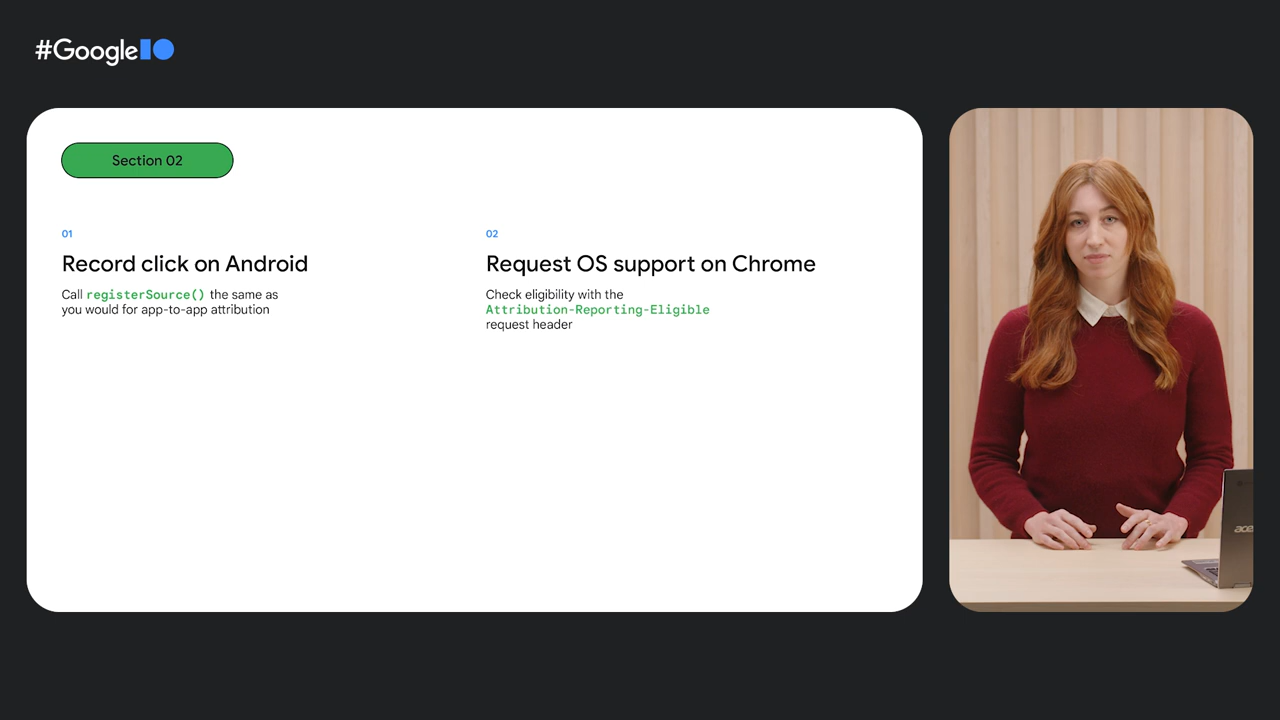 #Google
Section 02
01
Record click on Android
Call registerSource() the same as
you would for app-to-app attribution
02
Request OS support on Chrome
Check eligibility with the
Attribution-Reporting-Eligible
request header
acer